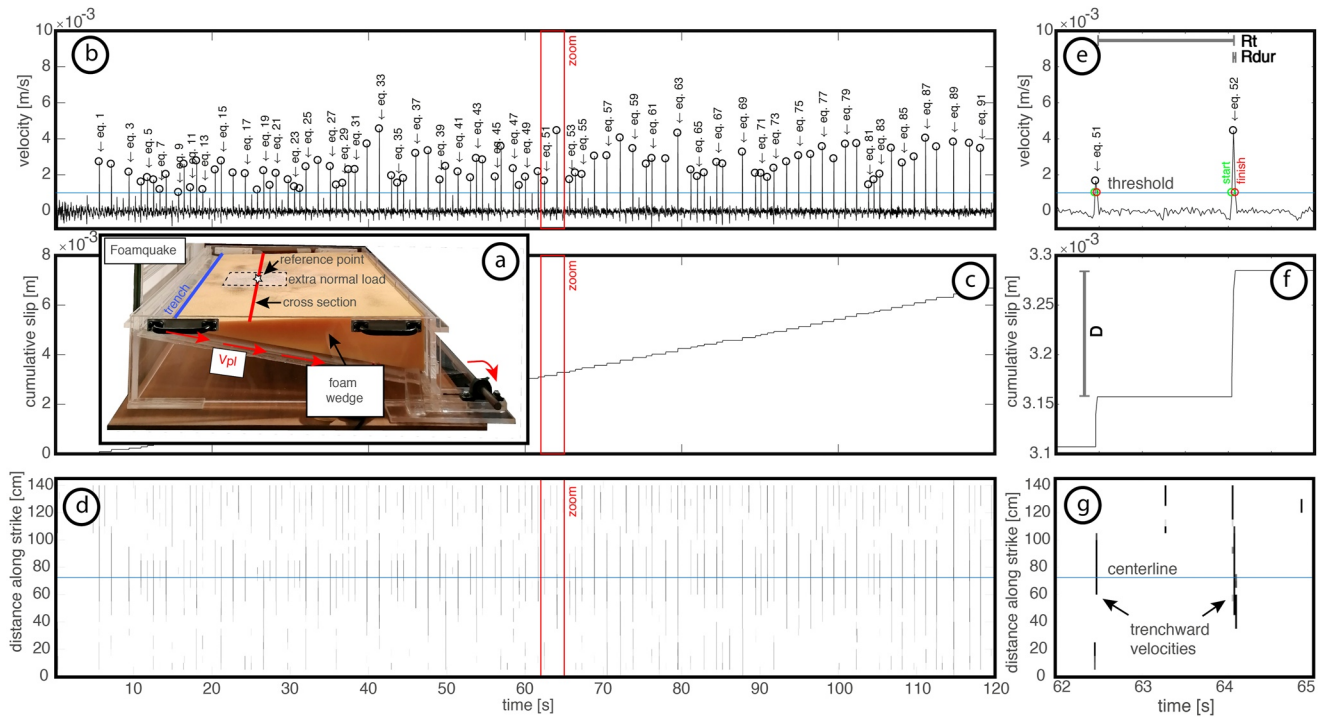 10 ×10⁻³
b
velocity [m/s]
10
8
6
4
2
0
← eq. 1
← eq. 3
← eq. 5
← eq. 7
← eq. 9
← eq. 11
← eq. 13
← eq. 15
← eq. 17
← eq. 19
← eq. 21
← eq. 23
← eq. 25
← eq. 27
← eq. 29
← eq. 31
← eq. 33
← eq. 35
← eq. 37
← eq. 39
← eq. 41
← eq. 43
← eq. 45
← eq. 47
← eq. 49
← eq. 51
← eq. 53
← eq. 55
← eq. 57
← eq. 59
← eq. 61
← eq. 63
← eq. 65
← eq. 67
← eq. 69
← eq. 71
← eq. 73
← eq. 75
← eq. 77
← eq. 79
← eq. 81
← eq. 83
← eq. 85
← eq. 87
← eq. 89
← eq. 91
zoom
10 ×10⁻³
e
Rt
Rdur
velocity [m/s]
8
6
4
2
0
← eq. 51
← eq. 52
threshold
start
finish
8 ×10⁻³
c
zoom
cumulative slip [m]
6
4
2
0
Foamquake
a
reference point
extra normal load
cross section
trench
Vpl
foam
wedge
3.3 ×10⁻³
f
cumulative slip [m]
3.25
3.2
3.15
3.1
D
d
zoom
distance along strike [cm]
140
120
100
80
60
40
20
0
10
20
30
40
50
60
70
80
90
100
110
120
time [s]
g
distance along strike [cm]
140
120
100
80
60
40
20
0
centerline
trenchward
velocities
62
63
64
65
time [s]